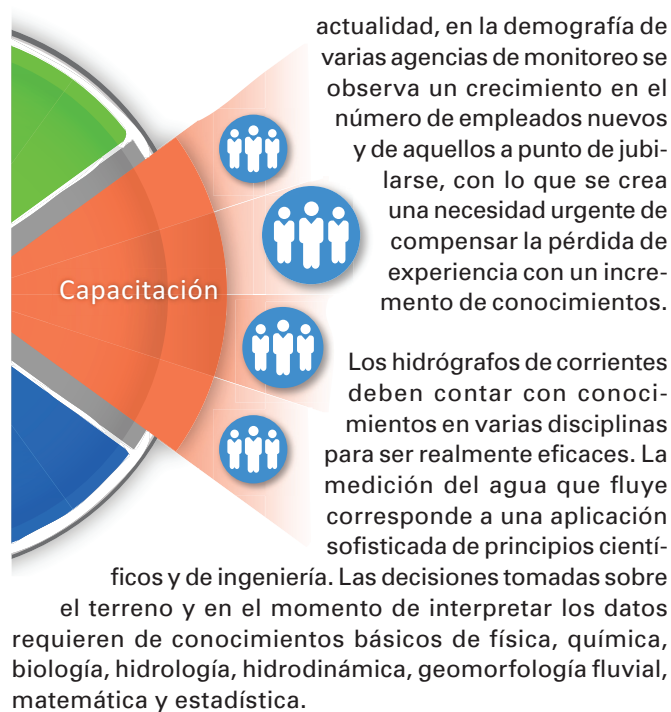 actualidad, en la demografía de
varias agencias de monitoreo se
observa un crecimiento en el
número de empleados nuevos
y de aquellos a punto de jubi-
larse, con lo que se crea
una necesidad urgente de
compensar la pérdida de
experiencia con un incre-
mento de conocimientos.
Capacitación
Los hidrógrafos de corrientes
deben contar con conoci-
mientos en varias disciplinas
para ser realmente eficaces. La
medición del agua que fluye
corresponde a una aplicación
sofisticada de principios cientí-
ficos y de ingeniería. Las decisiones tomadas sobre
el terreno y en el momento de interpretar los datos
requieren de conocimientos básicos de física, química,
biología, hidrología, hidrodinámica, geomorfología fluvial,
matemática y estadística.